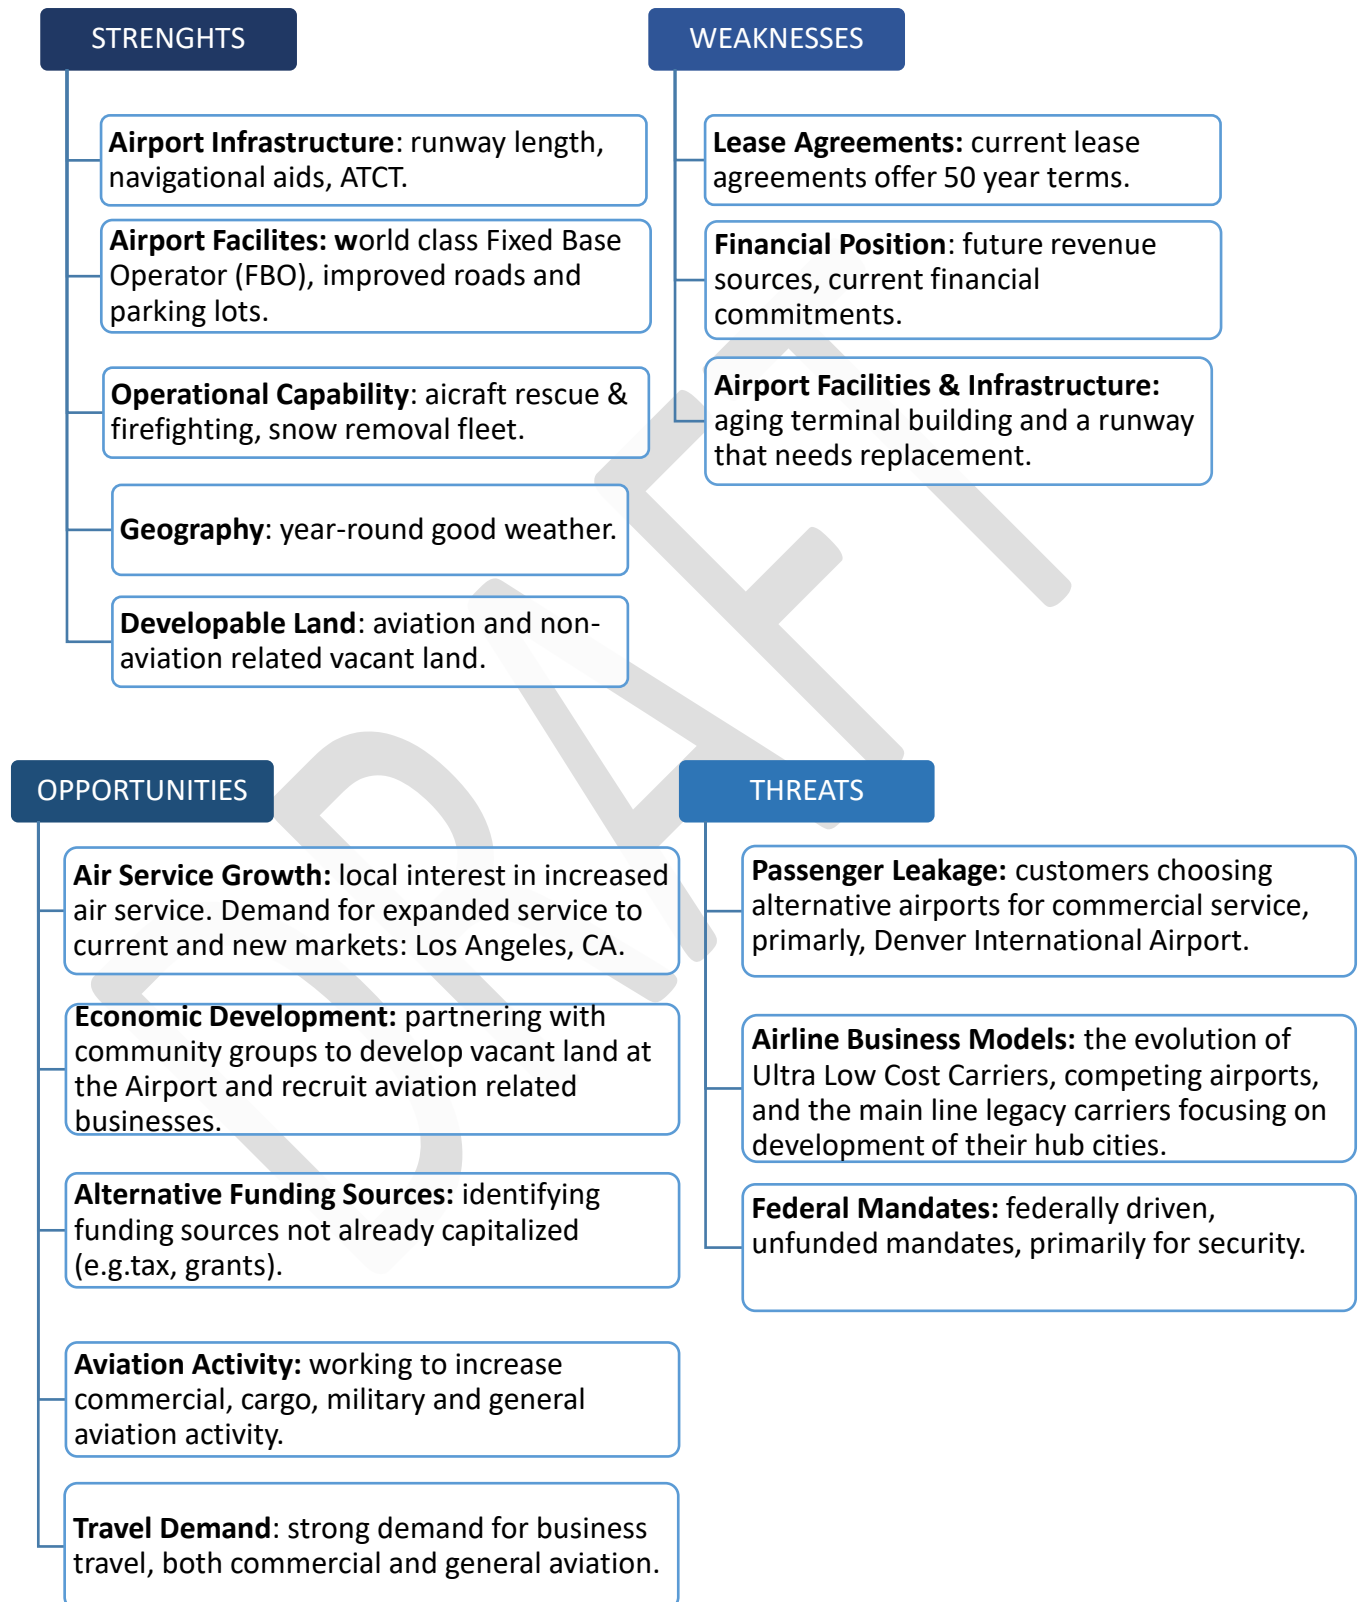 STRENGHTS
Airport Infrastructure: runway length,
navigational aids, ATCT.
Airport Facilites: world class Fixed Base
Operator (FBO), improved roads and
parking lots.
Operational Capability: aicraft rescue &
firefighting, snow removal fleet.
Geography: year-round good weather.
Developable Land: aviation and non-
aviation related vacant land.
WEAKNESSES
Lease Agreements: current lease
agreements offer 50 year terms.
Financial Position: future revenue
sources, current financial
commitments.
Airport Facilities & Infrastructure:
aging terminal building and a runway
that needs replacement.
OPPORTUNITIES
Air Service Growth: local interest in increased
air service. Demand for expanded service to
current and new markets: Los Angeles, CA.
Economic Development: partnering with
community groups to develop vacant land at
the Airport and recruit aviation related
businesses.
Alternative Funding Sources: identifying
funding sources not already capitalized
(e.g.tax, grants).
Aviation Activity: working to increase
commercial, cargo, military and general
aviation activity.
Travel Demand: strong demand for business
travel, both commercial and general aviation.
THREATS
Passenger Leakage: customers choosing
alternative airports for commercial service,
primarly, Denver International Airport.
Airline Business Models: the evolution of
Ultra Low Cost Carriers, competing airports,
and the main line legacy carriers focusing on
development of their hub cities.
Federal Mandates: federally driven,
unfunded mandates, primarily for security.
DRAFT